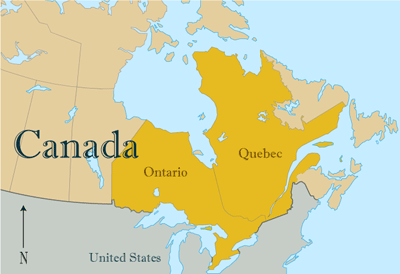 Canada
Ontario
Quebec
N
United States